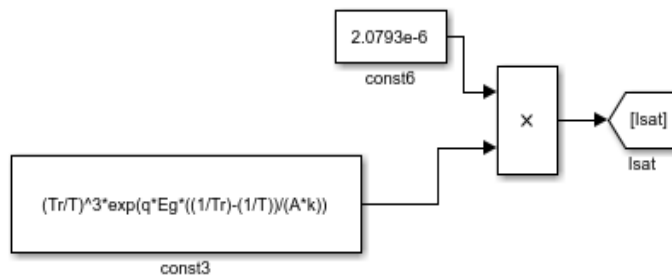 2.0793e-6
const6
×
[Isat]
Isat
(Tr/T)^3*exp(q*Eg*((1/Tr)-(1/T))/(A*k))
const3